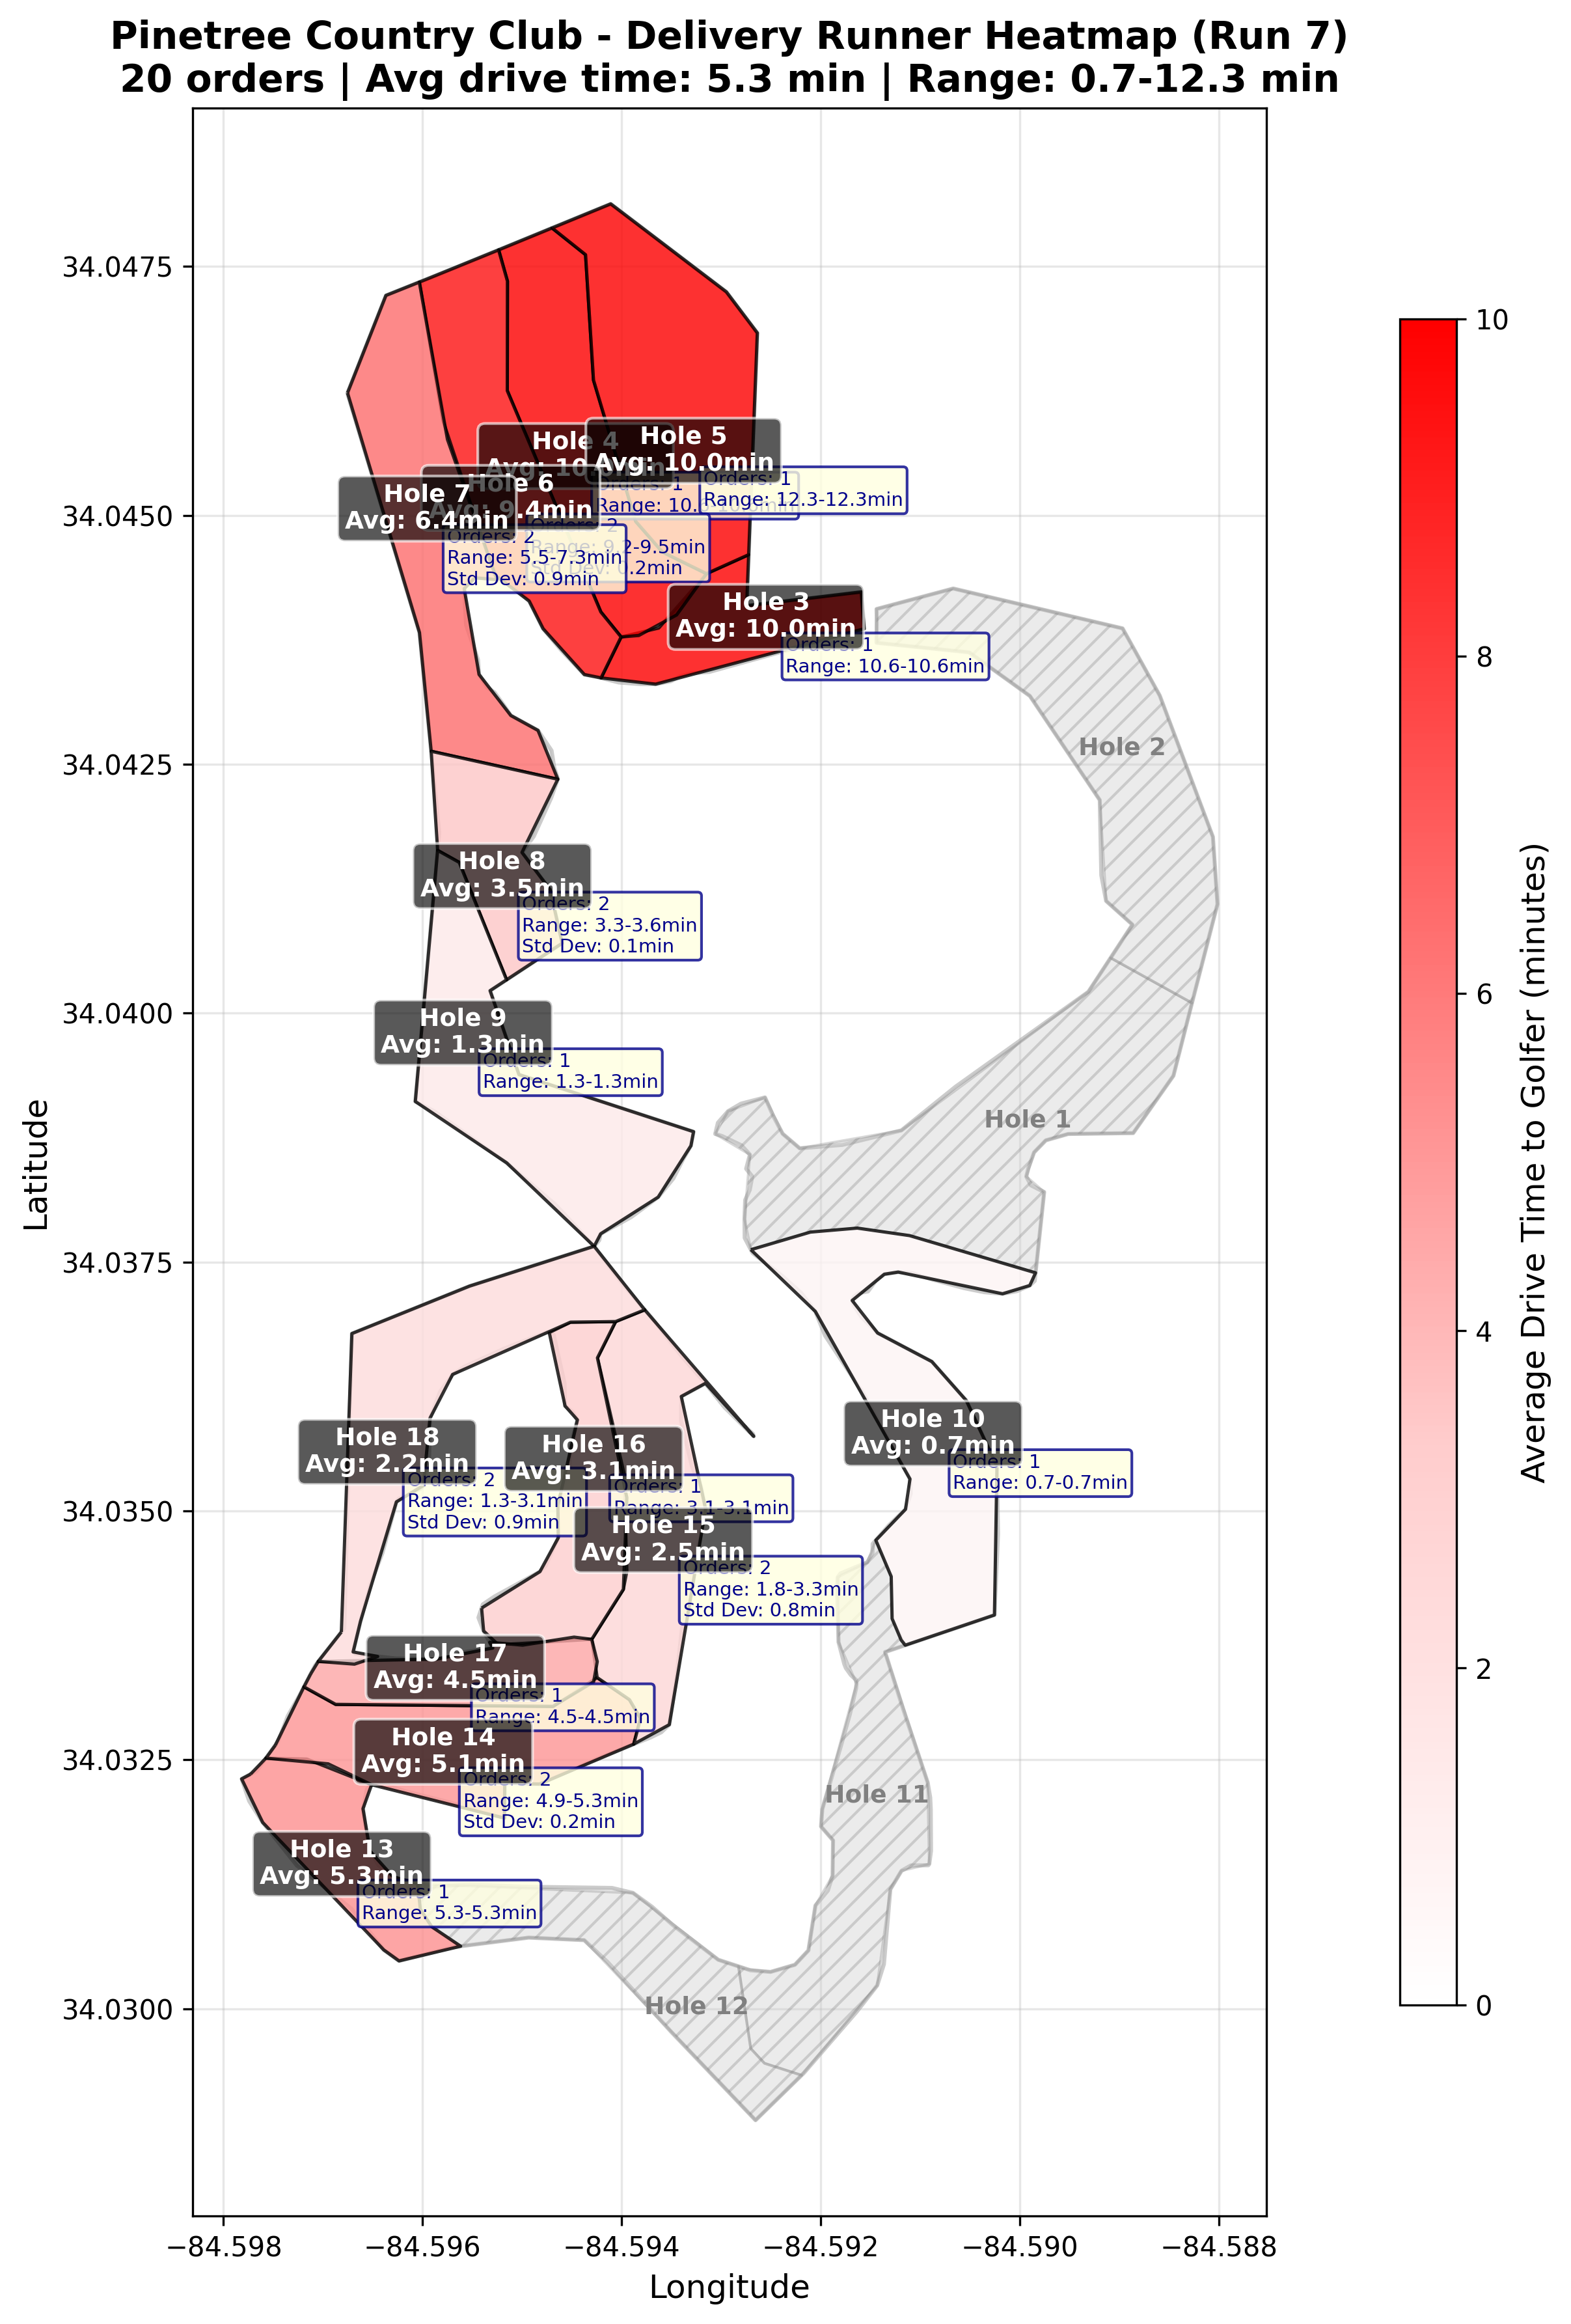 Pinetree Country Club - Delivery Runner Heatmap (Run 7)
20 orders | Avg drive time: 5.3 min | Range: 0.7-12.3 min
34.0475
34.0450
34.0425
34.0400
34.0375
34.0350
34.0325
34.0300
Latitude
−84.598
−84.596
−84.594
−84.592
−84.590
−84.588
Longitude
Hole 4
Avg: 10.
Orders: 1
Range: 10.
Hole 5
Avg: 10.0min
Orders: 1
Range: 12.3-12.3min
Hole 6
9.4min
Orders: 2
Range: 9.2-9.5min
Std Dev: 0.2min
Hole 7
Avg: 6.4min
Orders: 2
Range: 5.5-7.3min
Std Dev: 0.9min
Hole 3
Avg: 10.0min
Orders: 1
Range: 10.6-10.6min
Hole 2
Hole 8
Avg: 3.5min
Orders: 2
Range: 3.3-3.6min
Std Dev: 0.1min
Hole 9
Avg: 1.3min
Orders: 1
Range: 1.3-1.3min
Hole 1
Hole 10
Avg: 0.7min
Orders: 1
Range: 0.7-0.7min
Hole 18
Avg: 2.2min
Orders: 2
Range: 1.3-3.1min
Std Dev: 0.9min
Hole 16
Avg: 3.1min
Orders: 1
Range: 3.1-3.1min
Hole 15
Avg: 2.5min
Orders: 2
Range: 1.8-3.3min
Std Dev: 0.8min
Hole 17
Avg: 4.5min
Orders: 1
Range: 4.5-4.5min
Hole 14
Avg: 5.1min
Orders: 2
Range: 4.9-5.3min
Std Dev: 0.2min
Hole 11
Hole 13
Avg: 5.3min
Orders: 1
Range: 5.3-5.3min
Hole 12
10
8
6
4
2
0
Average Drive Time to Golfer (minutes)